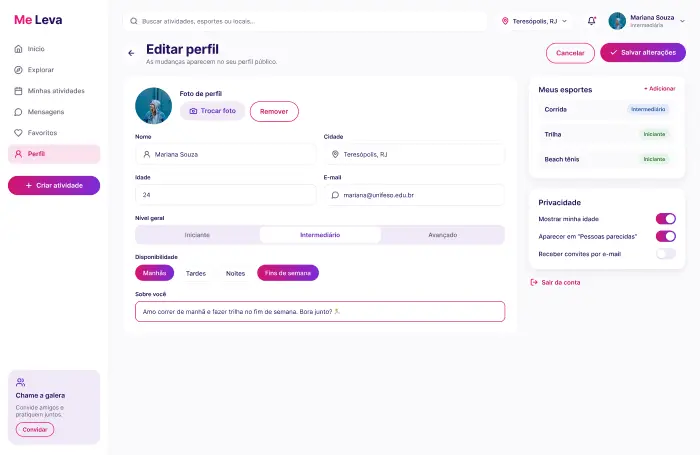 Me Leva
Início
Explorar
Minhas atividades
Mensagens
Favoritos
Perfil
Criar atividade
Chame a galera
Convide amigos e
pratiquem juntos.
Convidar
Buscar atividades, esportes ou locais...
Teresópolis, RJ
Mariana Souza
Intermediária
Editar perfil
As mudanças aparecem no seu perfil público.
Cancelar
Salvar alterações
Foto de perfil
Trocar foto
Remover
Nome
Cidade
Mariana Souza
Teresópolis, RJ
Idade
E-mail
24
mariana@unifeso.edu.br
Nível geral
Iniciante
Intermediário
Avançado
Disponibilidade
Manhãs
Tardes
Noites
Fins de semana
Sobre você
Amo correr de manhã e fazer trilha no fim de semana. Bora junto? 🏃
Meus esportes
+ Adicionar
Corrida
Intermediário
Trilha
Iniciante
Beach tênis
Iniciante
Privacidade
Mostrar minha idade
Aparecer em "Pessoas parecidas"
Receber convites por e-mail
Sair da conta